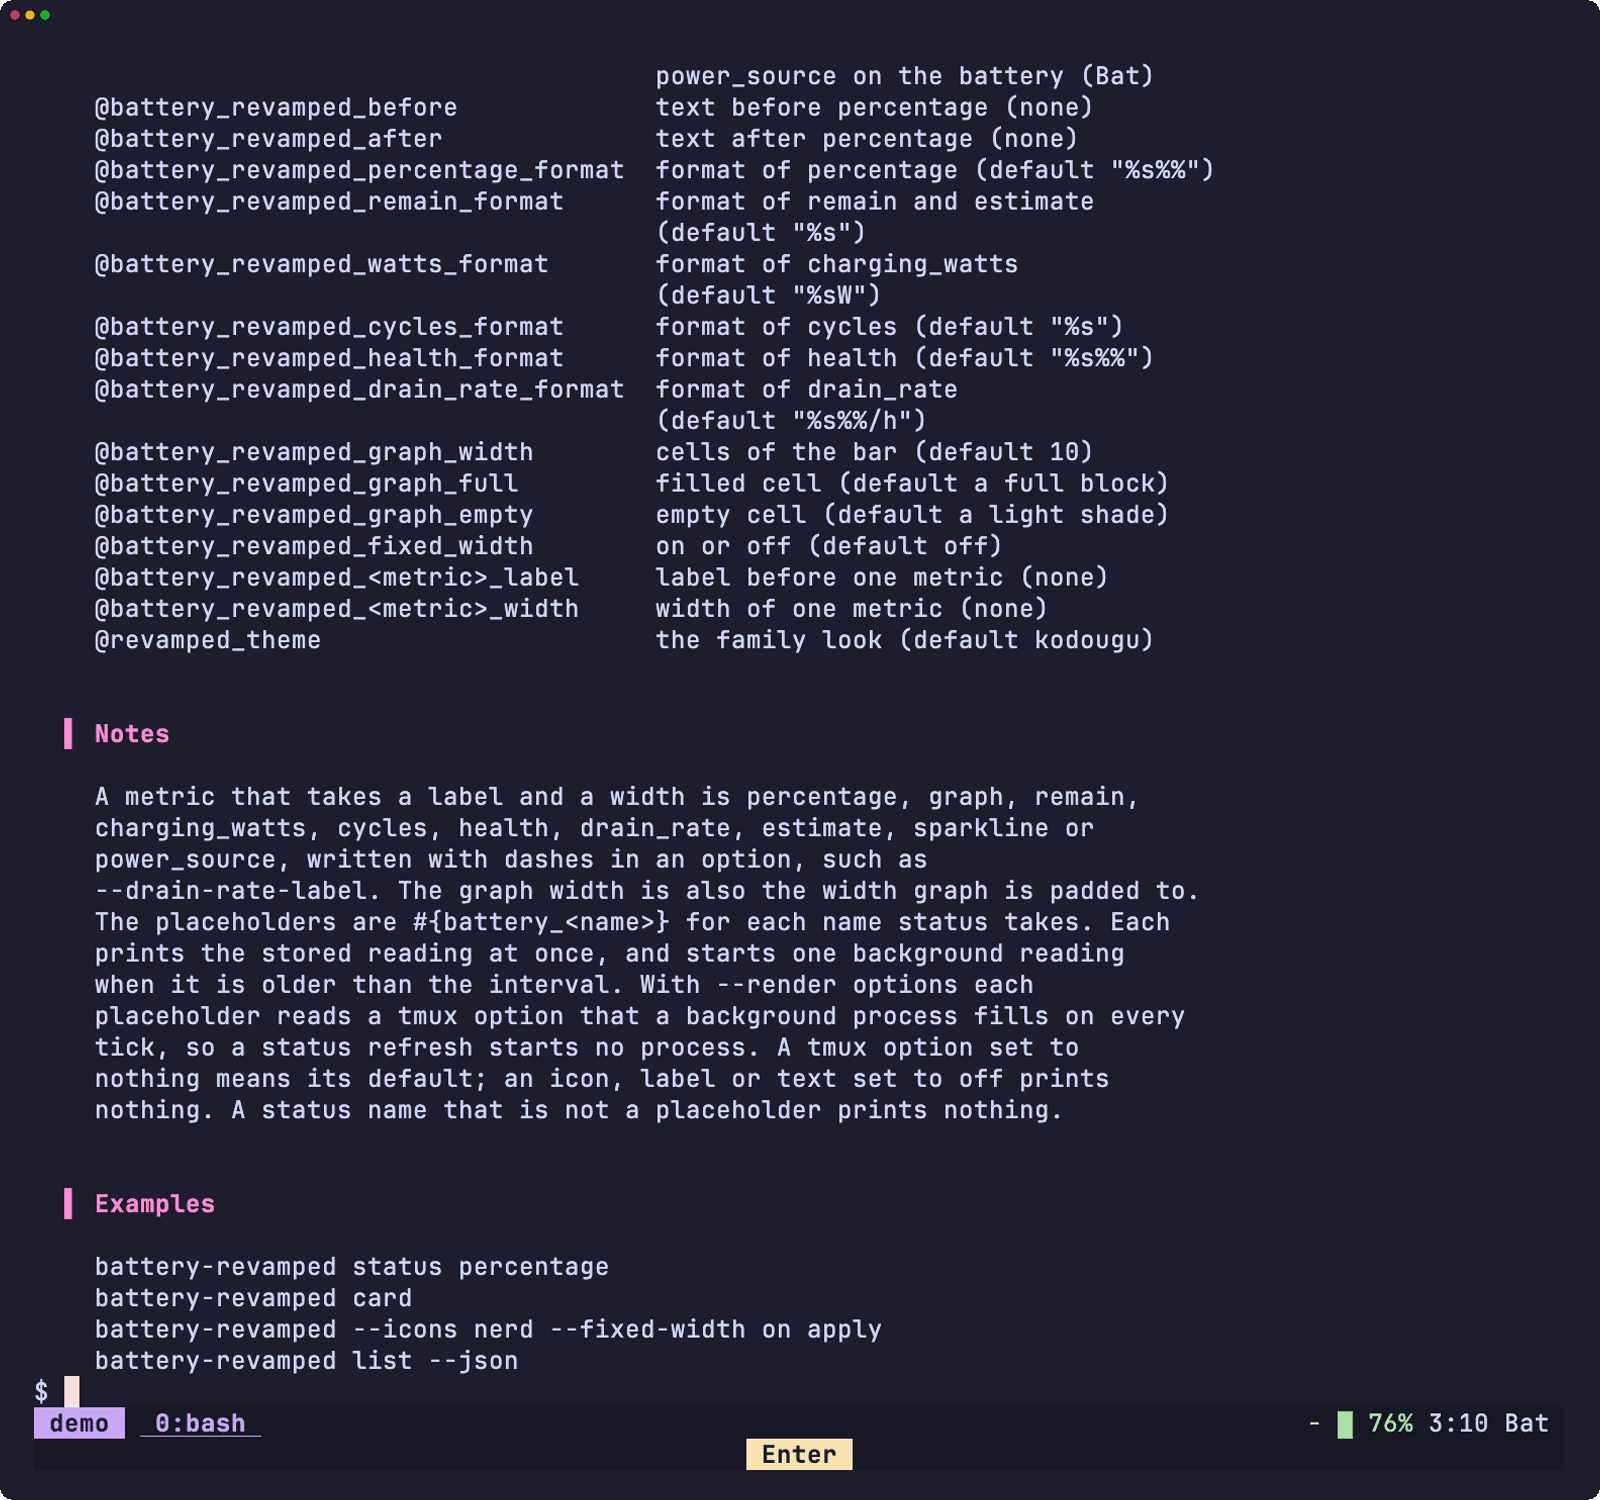 power_source on the battery (Bat)
@battery_revamped_before text before percentage (none)
@battery_revamped_after text after percentage (none)
@battery_revamped_percentage_format format of percentage (default "%s%%")
@battery_revamped_remain_format format of remain and estimate
(default "%s")
@battery_revamped_watts_format format of charging_watts
(default "%sW")
@battery_revamped_cycles_format format of cycles (default "%s")
@battery_revamped_health_format format of health (default "%s%%")
@battery_revamped_drain_rate_format format of drain_rate
(default "%s%%/h")
@battery_revamped_graph_width cells of the bar (default 10)
@battery_revamped_graph_full filled cell (default a full block)
@battery_revamped_graph_empty empty cell (default a light shade)
@battery_revamped_fixed_width on or off (default off)
@battery_revamped_<metric>_label label before one metric (none)
@battery_revamped_<metric>_width width of one metric (none)
@revamped_theme the family look (default kodougu)
Notes
A metric that takes a label and a width is percentage, graph, remain,
charging_watts, cycles, health, drain_rate, estimate, sparkline or
power_source, written with dashes in an option, such as
--drain-rate-label. The graph width is also the width graph is padded to.
The placeholders are #{battery_<name>} for each name status takes. Each
prints the stored reading at once, and starts one background reading
when it is older than the interval. With --render options each
placeholder reads a tmux option that a background process fills on every
tick, so a status refresh starts no process. A tmux option set to
nothing means its default; an icon, label or text set to off prints
nothing. A status name that is not a placeholder prints nothing.
Examples
battery-revamped status percentage
battery-revamped card
battery-revamped --icons nerd --fixed-width on apply
battery-revamped list --json
$
demo 0:bash - █ 76% 3:10 Bat
Enter